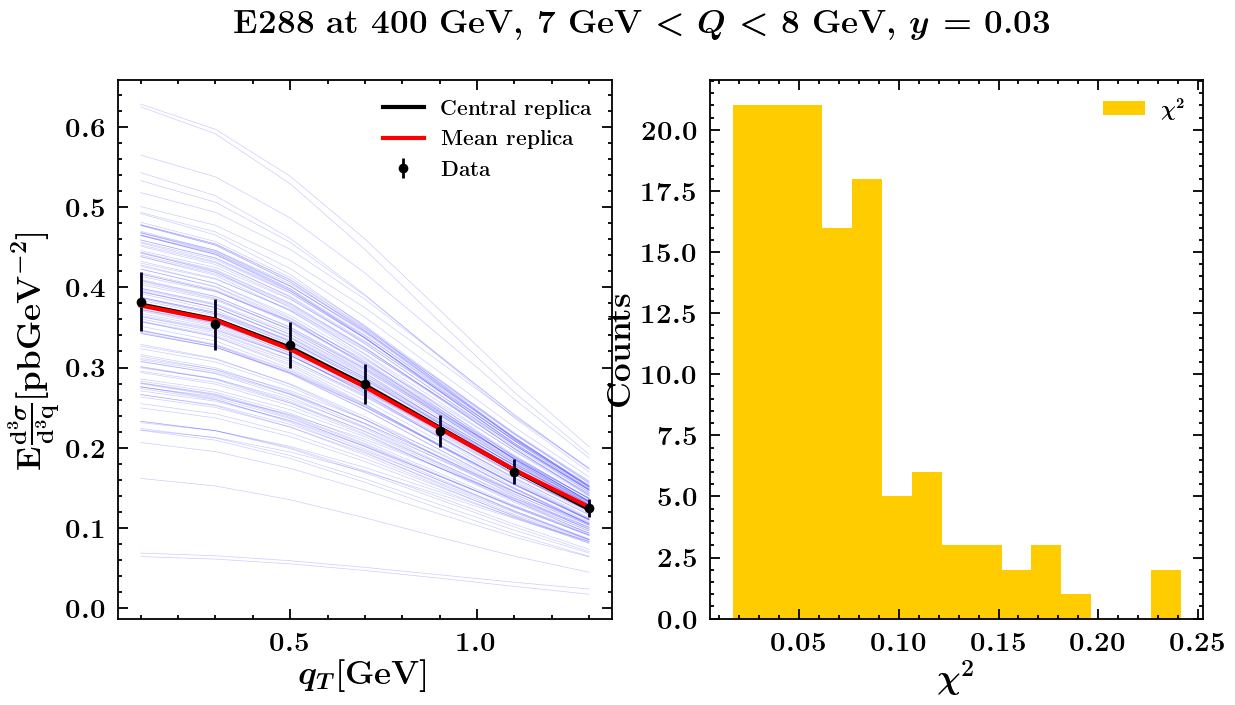 E288 at 400 GeV, 7 GeV < Q < 8 GeV, y = 0.03
E d³σ/d³q [pbGeV⁻²]
0.6
0.5
0.4
0.3
0.2
0.1
0.0
Central replica
Mean replica
Data
0.5 1.0
q_T[GeV]
Counts
20.0
17.5
15.0
12.5
10.0
7.5
5.0
2.5
0.0
χ²
0.05 0.10 0.15 0.20 0.25
χ²